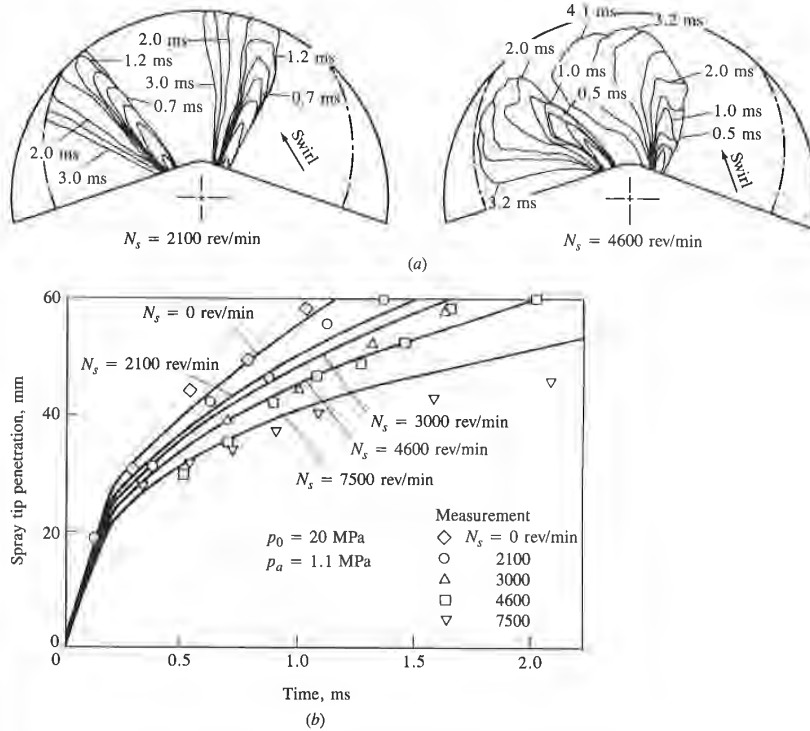 2.0 ms
1.2 ms
3.0 ms
0.7 ms
1.2 ms
0.7 ms
2.0 ms
3.0 ms
Swirl
N_s = 2100 rev/min
4.1 ms
3.2 ms
2.0 ms
1.0 ms
0.5 ms
2.0 ms
1.0 ms
0.5 ms
3.2 ms
Swirl
N_s = 4600 rev/min
(a)
Spray tip penetration, mm
60
40
20
0
N_s = 0 rev/min
N_s = 2100 rev/min
N_s = 3000 rev/min
N_s = 4600 rev/min
N_s = 7500 rev/min
p_0 = 20 MPa
p_a = 1.1 MPa
Measurement
◇ N_s = 0 rev/min
○ 2100
△ 3000
□ 4600
▽ 7500
0 0.5 1.0 1.5 2.0
Time, ms
(b)